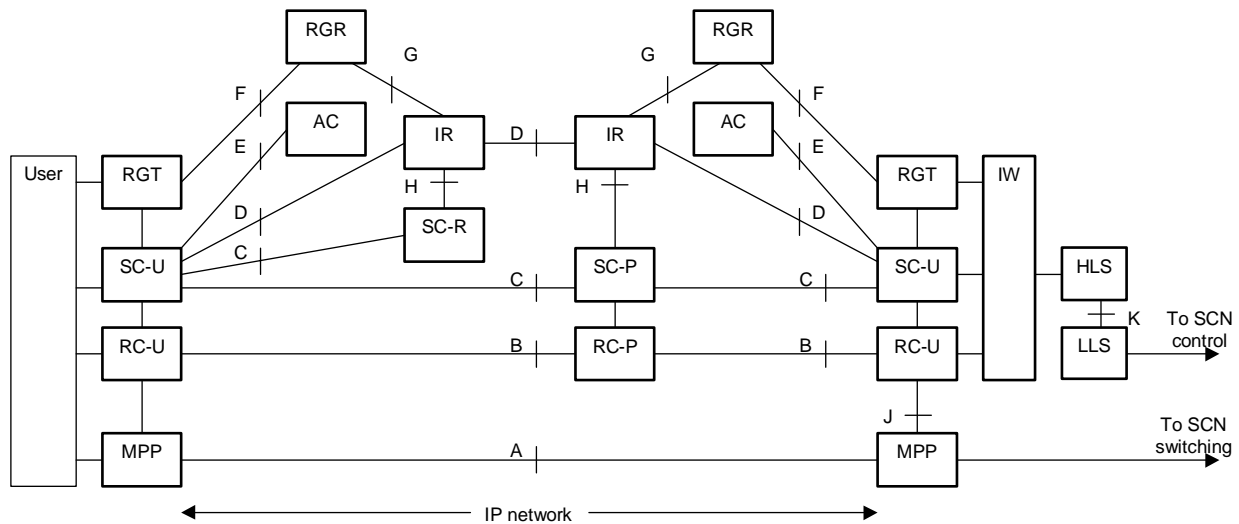 RGR
RGR
G
G
F
F
AC
AC
IR
D
IR
E
E
User
RGT
RGT
IW
H
H
D
D
SC-R
C
SC-U
SC-P
SC-U
HLS
C
C
K
To SCN
control
RC-U
RC-P
RC-U
LLS
B
B
J
To SCN
switching
MPP
A
MPP
IP network